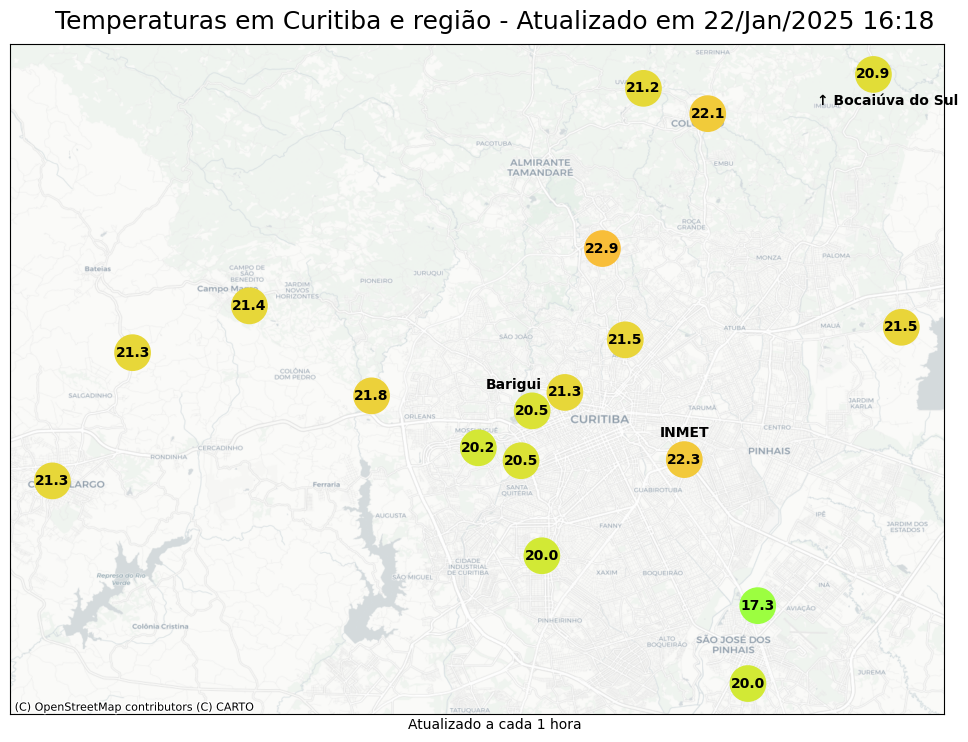 Temperaturas em Curitiba e região - Atualizado em 22/Jan/2025 16:18
SERRINHA
20.9
21.2
↑ Bocaiúva do Sul
22.1
PACOTUBA
ALMIRANTE
TAMANDARÉ
EMBU
ROÇA
GRANDE
22.9
MONZA
PALOMA
Bateias
CAMPO DE
SÃO
BENEDITO
JURUQUI
PIONEIRO
JARDIM
NOVOS
HORIZONTES
21.4
21.5
MAUÁ
ATUBA
SÃO JOÃO
21.5
21.3
COLÔNIA
DOM PEDRO
Barigui
21.3
21.8
SALGADINHO
JARDIM
KARLA
TARUMÃ
20.5
ORLEANS
CURITIBA
CENTRO
INMET
20.2
CERCADINHO
PINHAIS
RONDINHA
20.5
22.3
21.3
LARGO
Ferraria
SANTA
QUITÉRIA
GUABIROTUBA
AUGUSTA
IPÊ
FANNY
JARDIM DOS
ESTADOS I
20.0
CIDADE
INDUSTRIAL
DE CURITIBA
XAXIM
BOQUEIRÃO
SÃO MIGUEL
Represa do Rio
Verde
INÁ
17.3
AVIAÇÃO
PINHEIRINHO
Colônia Cristina
ALTO
BOQUEIRÃO
SÃO JOSÉ DOS
PINHAIS
JUREMA
20.0
(C) OpenStreetMap contributors (C) CARTO
Atualizado a cada 1 hora